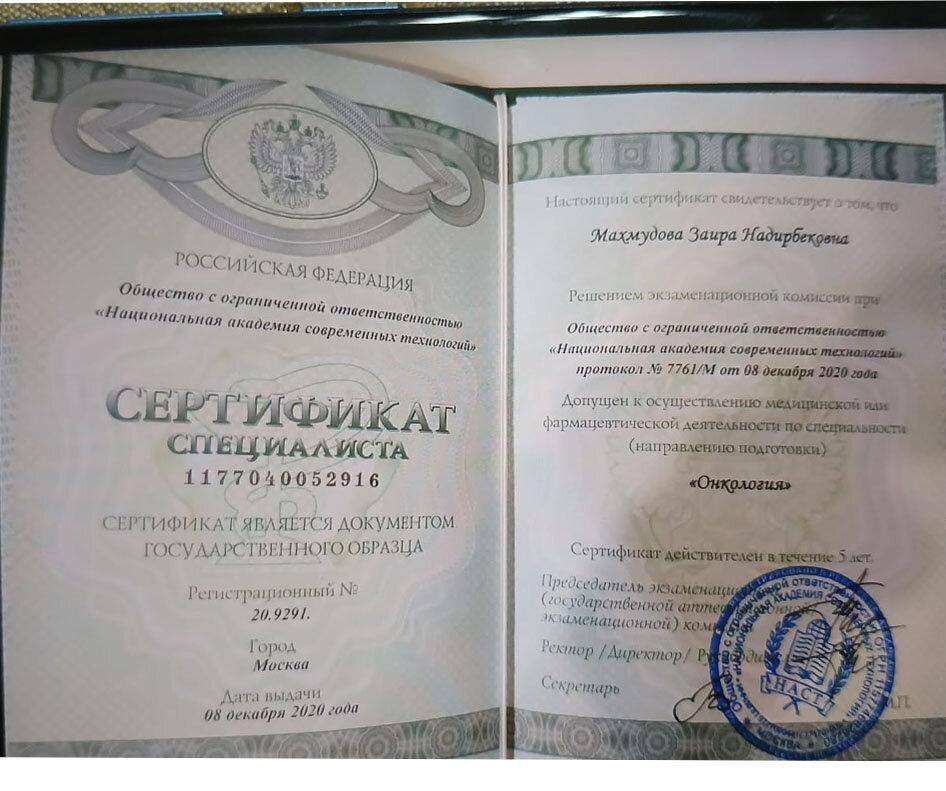 РОССИЙСКАЯ ФЕДЕРАЦИЯ
Общество с ограниченной ответственностью
«Национальная академия современных технологий»
СЕРТИФИКАТ
СПЕЦИАЛИСТА
1177040052916
СЕРТИФИКАТ ЯВЛЯЕТСЯ ДОКУМЕНТОМ
ГОСУДАРСТВЕННОГО ОБРАЗЦА
Регистрационный №
20.9291.
Город
Москва
Дата выдачи
08 декабря 2020 года
Настоящий сертификат свидетельствует о том, что
Махмудова Заира Надирбековна
Решением экзаменационной комиссии при
Общество с ограниченной ответственностью
«Национальная академия современных технологий»
протокол № 7761/М от 08 декабря 2020 года
Допущен к осуществлению медицинской или
фармацевтической деятельности по специальности
(направлению подготовки)
«Онкология»
Сертификат действителен в течение 5 лет.
Председатель
(государственной
экзаменационной)
Ректор /Директор/
Секретарь
М.П.
НАСТ
МОСКВА